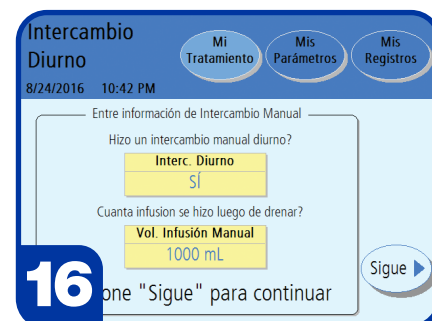 Intercambio
Diurno
8/24/2016 10:42 PM
Mi
Tratamiento
Mis
Parámetros
Mis
Registros
Entre información de Intercambio Manual
Hizo un intercambio manual diurno?
Interc. Diurno
SÍ
Cuanta infusion se hizo luego de drenar?
Vol. Infusión Manual
1000 mL
Sigue
16
one "Sigue" para continuar